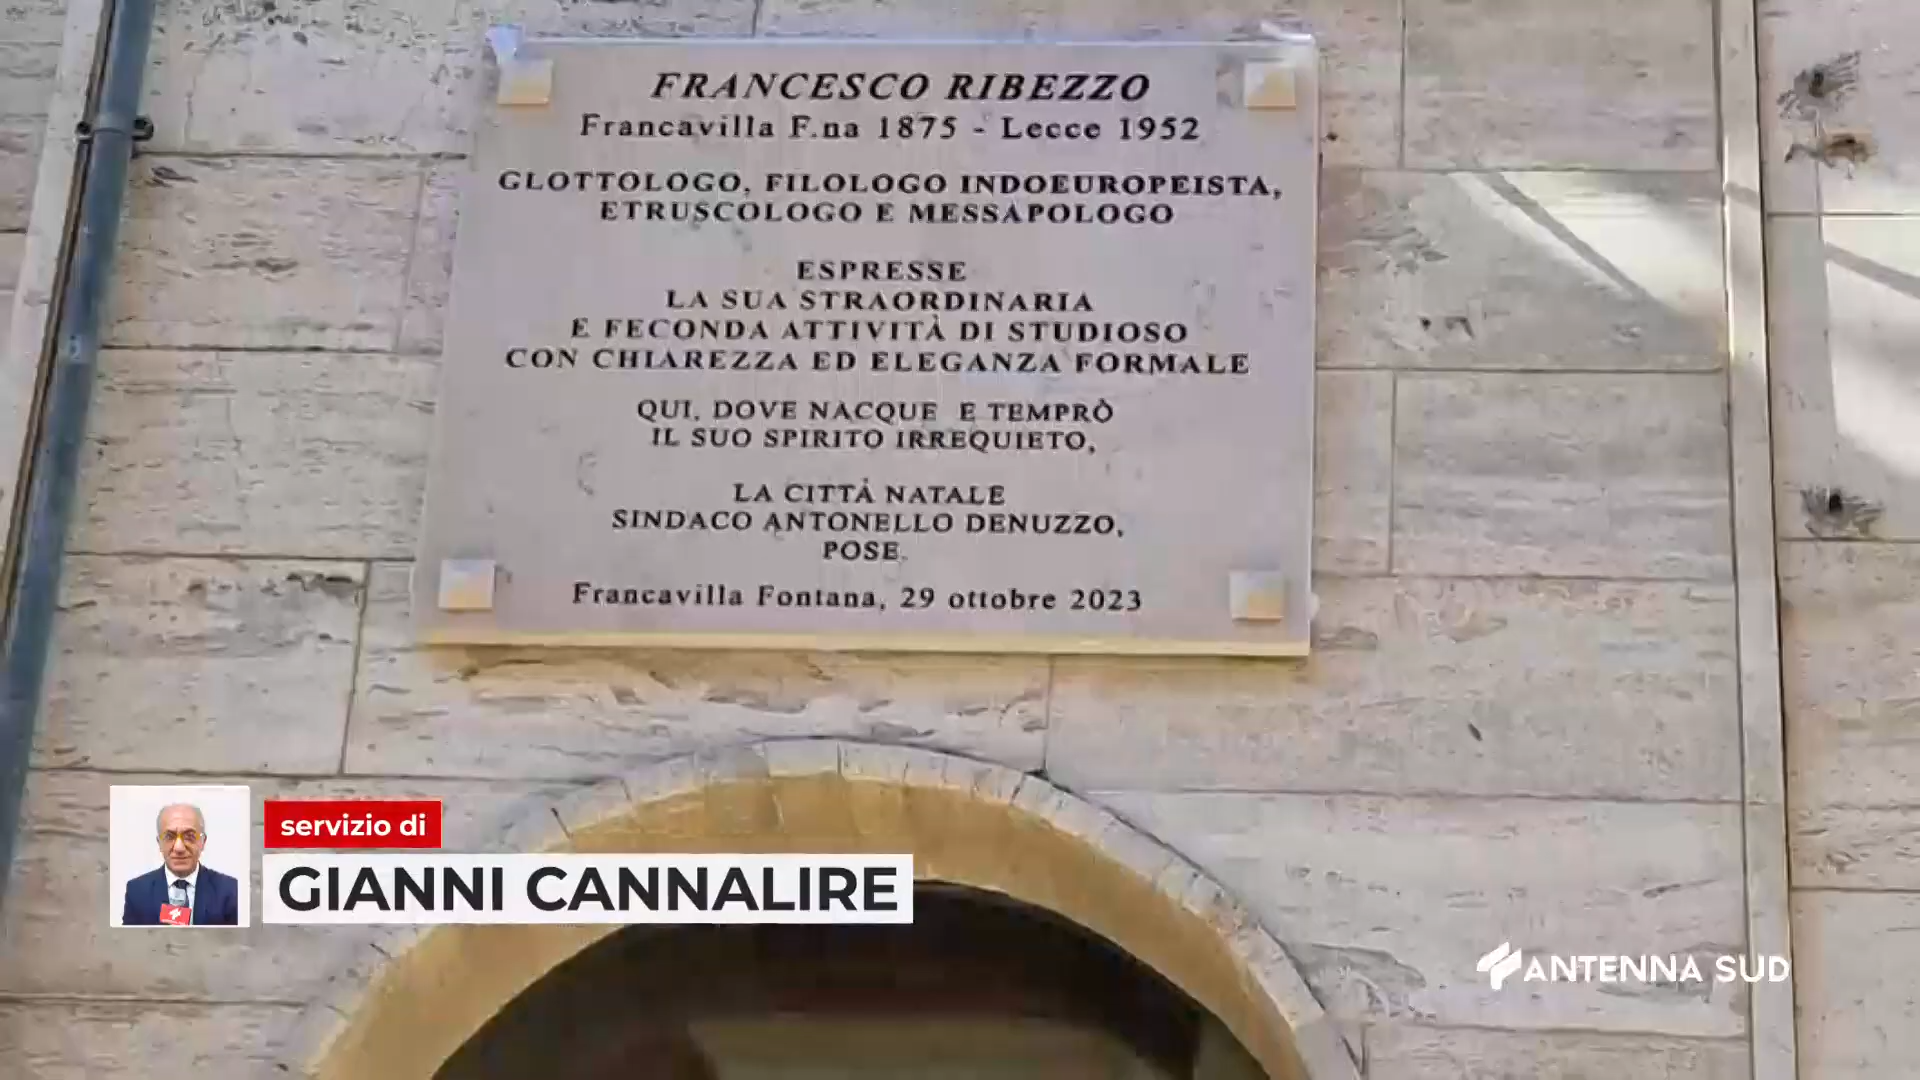 FRANCESCO RIBEZZO
Francavilla F.na 1875 - Lecce 1952
GLOTTOLOGO, FILOLOGO INDOEUROPEISTA,
ETRUSCOLOGO E MESSAPOLOGO
ESPRESSE
LA SUA STRAORDINARIA
E FECONDA ATTIVITÀ DI STUDIOSO
CON CHIAREZZA ED ELEGANZA FORMALE
QUI, DOVE NACQUE E TEMPRÒ
IL SUO SPIRITO IRREQUIETO,
LA CITTÀ NATALE
SINDACO ANTONELLO DENUZZO,
POSE.
Francavilla Fontana, 29 ottobre 2023
servizio di
GIANNI CANNALIRE
ANTENNA SUD